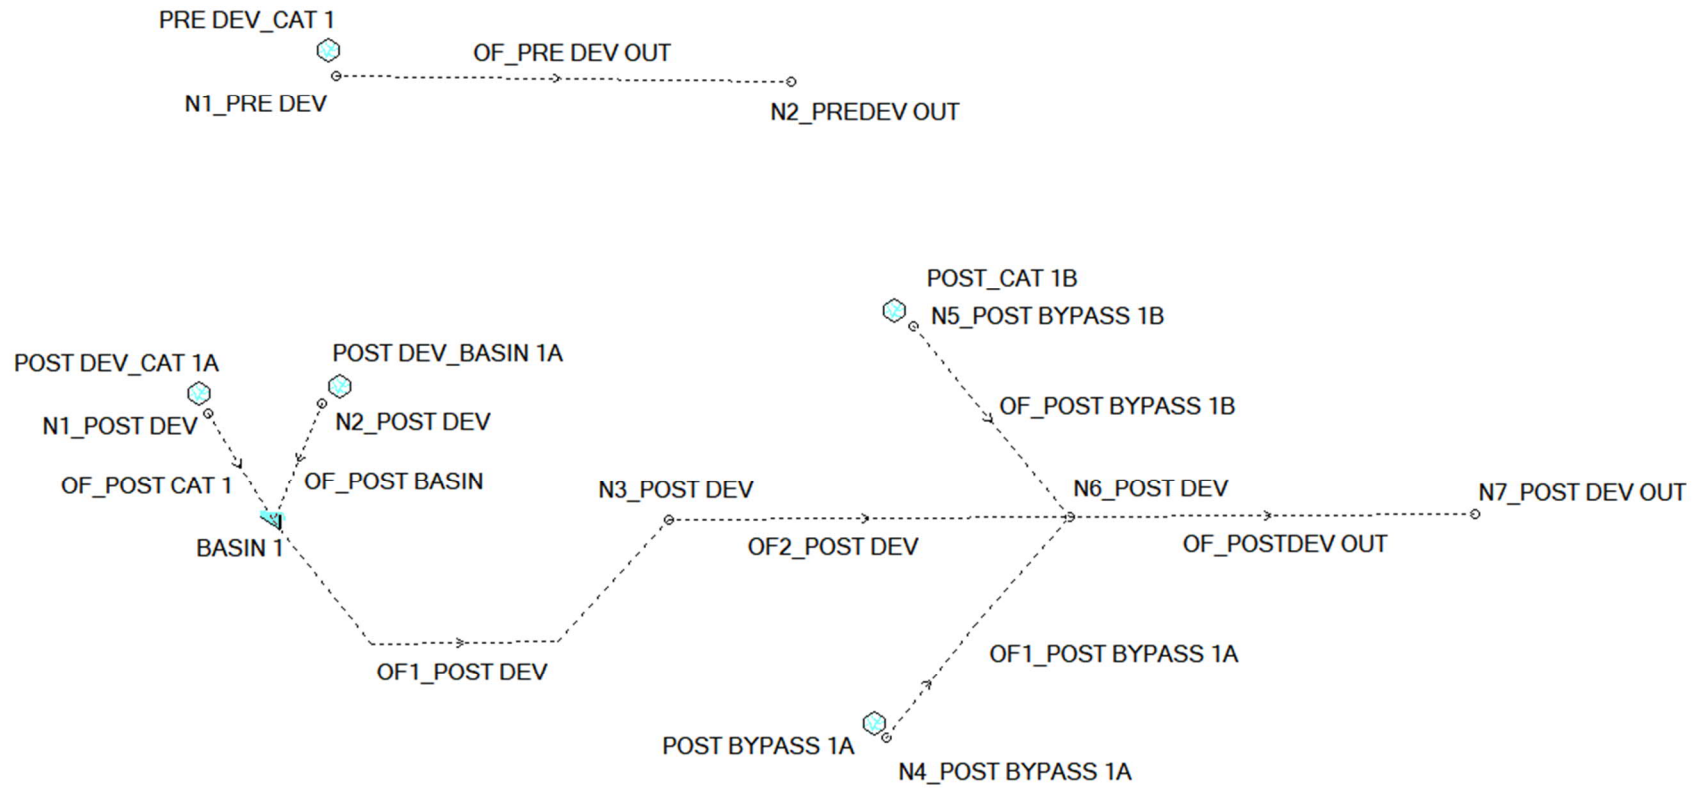 PRE DEV_CAT 1
OF_PRE DEV OUT
N1_PRE DEV
N2_PREDEV OUT
POST_CAT 1B
N5_POST BYPASS 1B
POST DEV_BASIN 1A
POST DEV_CAT 1A
OF_POST BYPASS 1B
N2_POST DEV
N1_POST DEV
OF_POST BASIN
OF_POST CAT 1
N3_POST DEV
N6_POST DEV
N7_POST DEV OUT
BASIN 1
OF2_POST DEV
OF_POSTDEV OUT
OF1_POST BYPASS 1A
OF1_POST DEV
POST BYPASS 1A
N4_POST BYPASS 1A